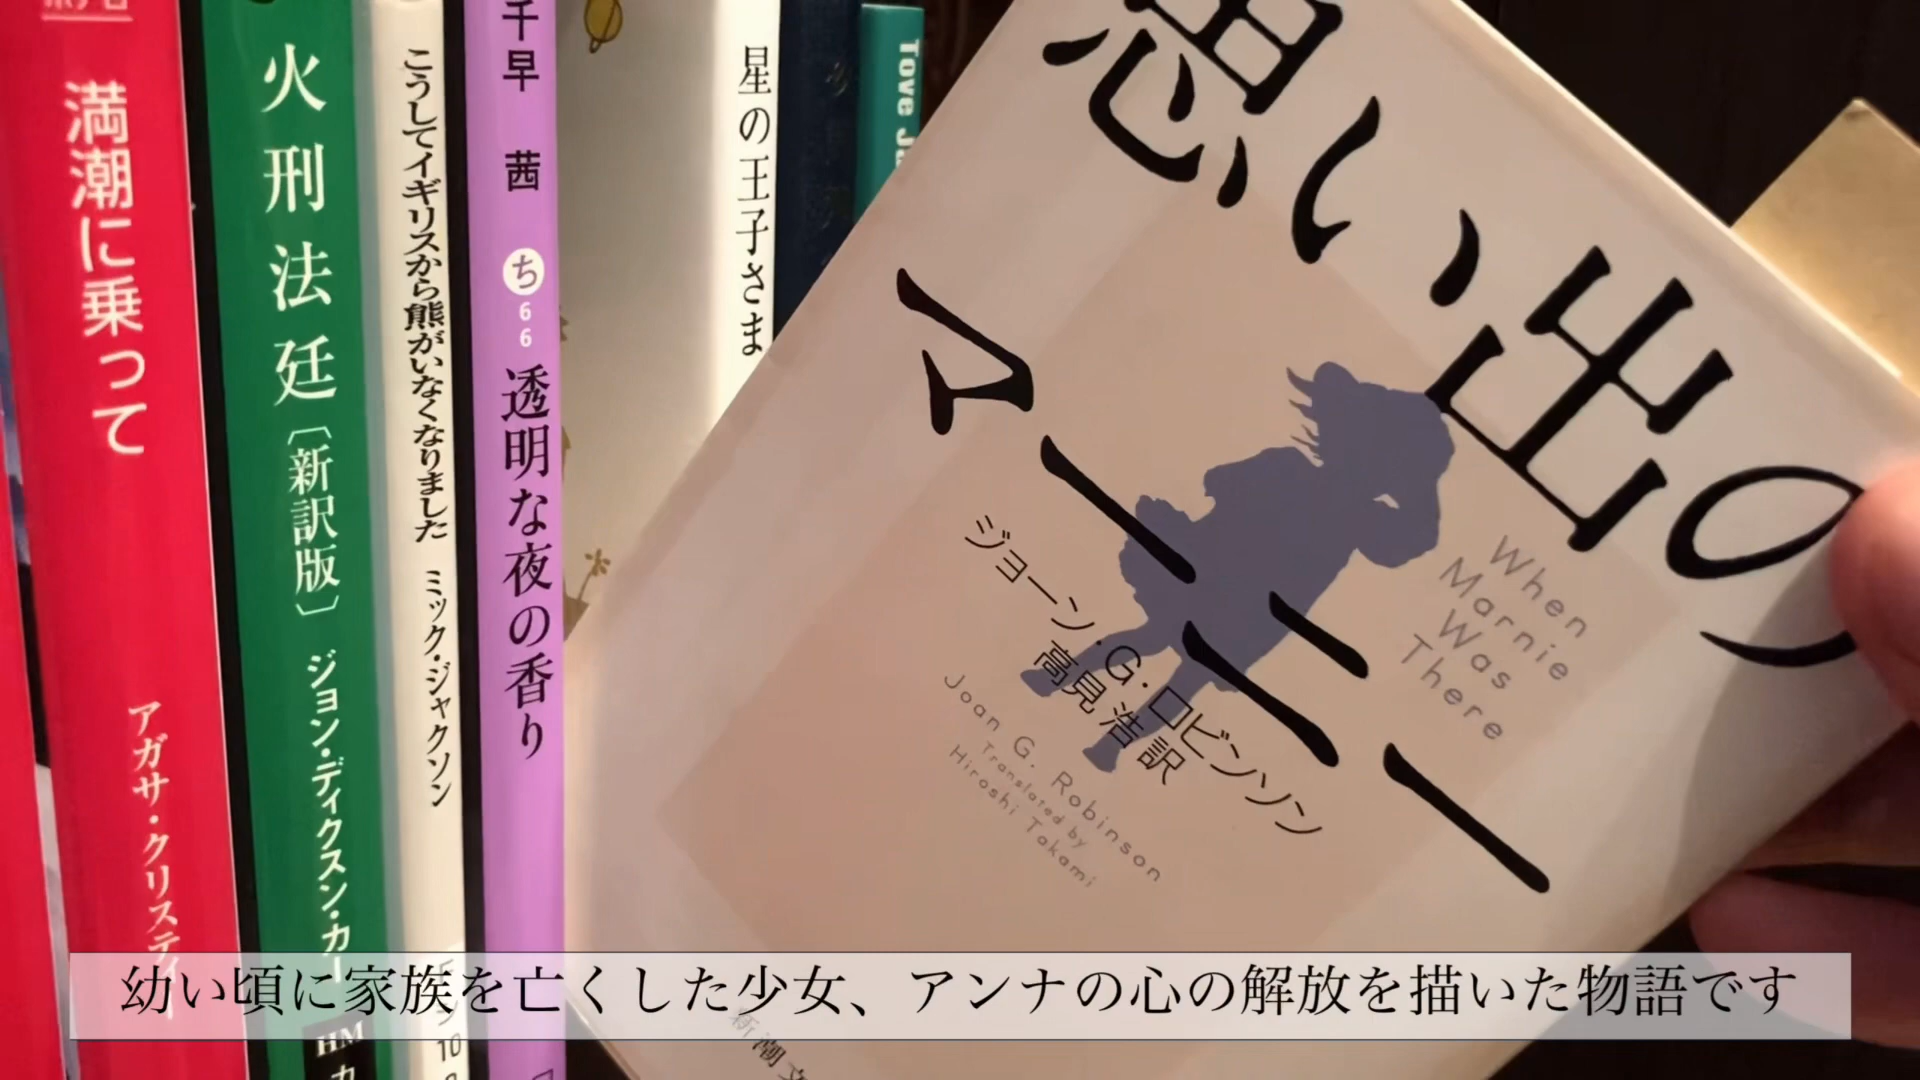 満潮に乗って
アガサ・クリスティ
火刑法廷〔新訳版〕
ジョン・ディクスン・カー
HM
カ
こうしてイギリスから熊がいなくなりました
ミック・ジャクソン
10
千早 茜
ち
66
透明な夜の香り
星の王子さま
Tove Ja
思い出の
マーニー
ジョーン・G・ロビンソン
高見 浩 訳
When
Marnie
Was
There
Joan G. Robinson
Translated by
Hiroshi Takami
新潮文
幼い頃に家族を亡くした少女、アンナの心の解放を描いた物語です